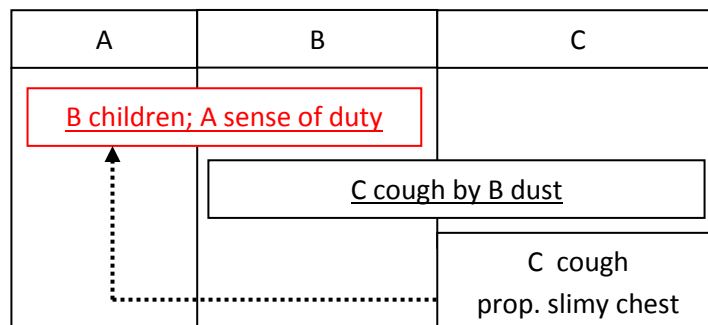 A B C
B children; A sense of duty
C cough by B dust
C cough
prop. slimy chest